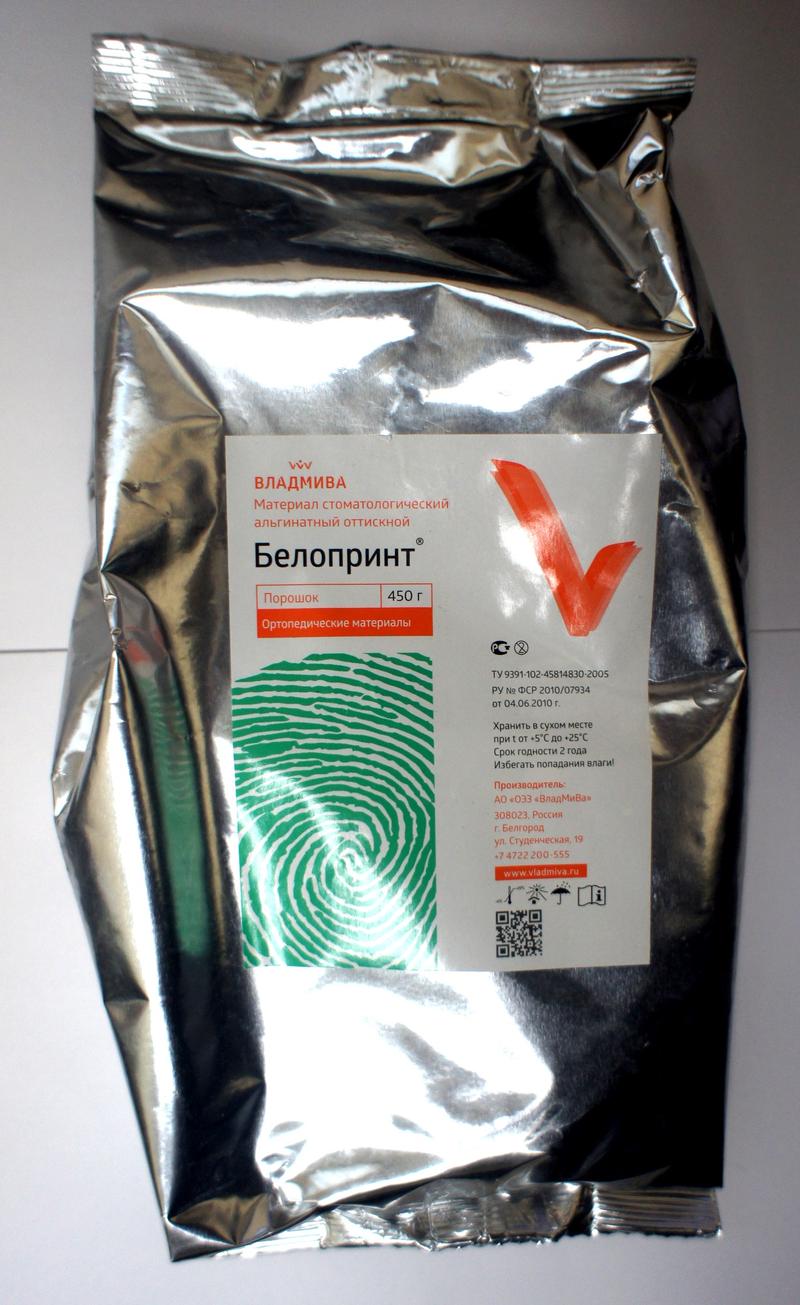 ВЛАДМИВА
Материал стоматологический
альгинатный оттискной
Белопринт®
Порошок 450 г
Ортопедические материалы
ТУ 9391-102-45814830-2005
РУ № ФСР 2010/07934
от 04.06.2010 г.
Хранить в сухом месте
при t от +5°C до +25°C
Срок годности 2 года
Избегать попадания влаги!
Производитель:
АО «ОЭЗ «ВладМиВа»
308023, Россия
г. Белгород
ул. Студенческая, 19
+7 4722 200-555
www.vladmiva.ru